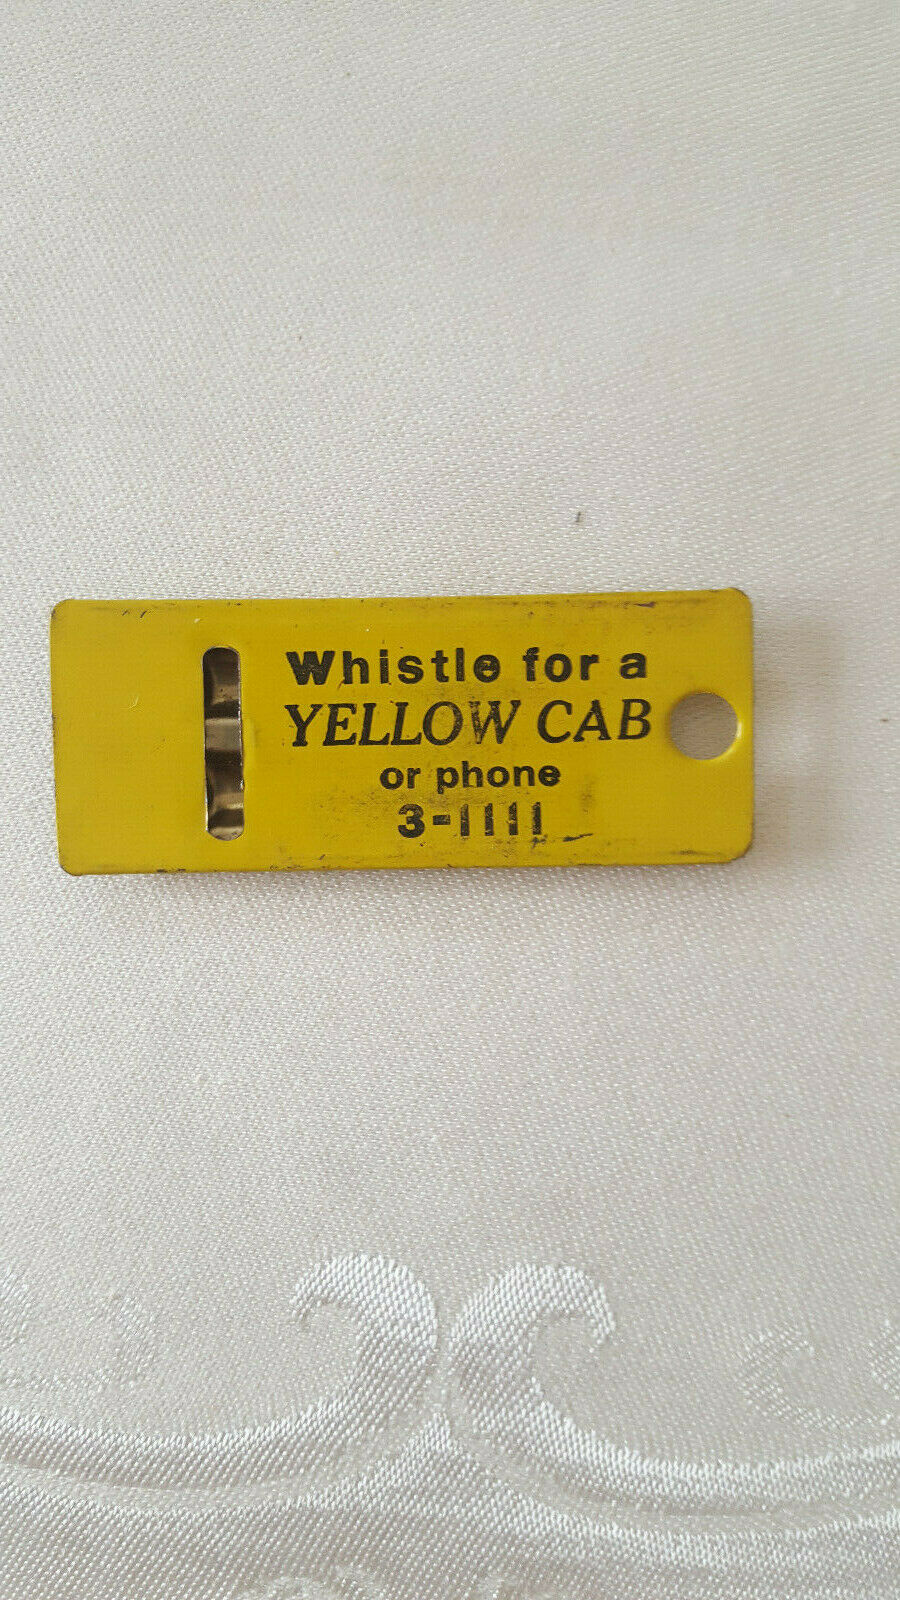 Whistle for a
YELLOW CAB
or phone
3-1111